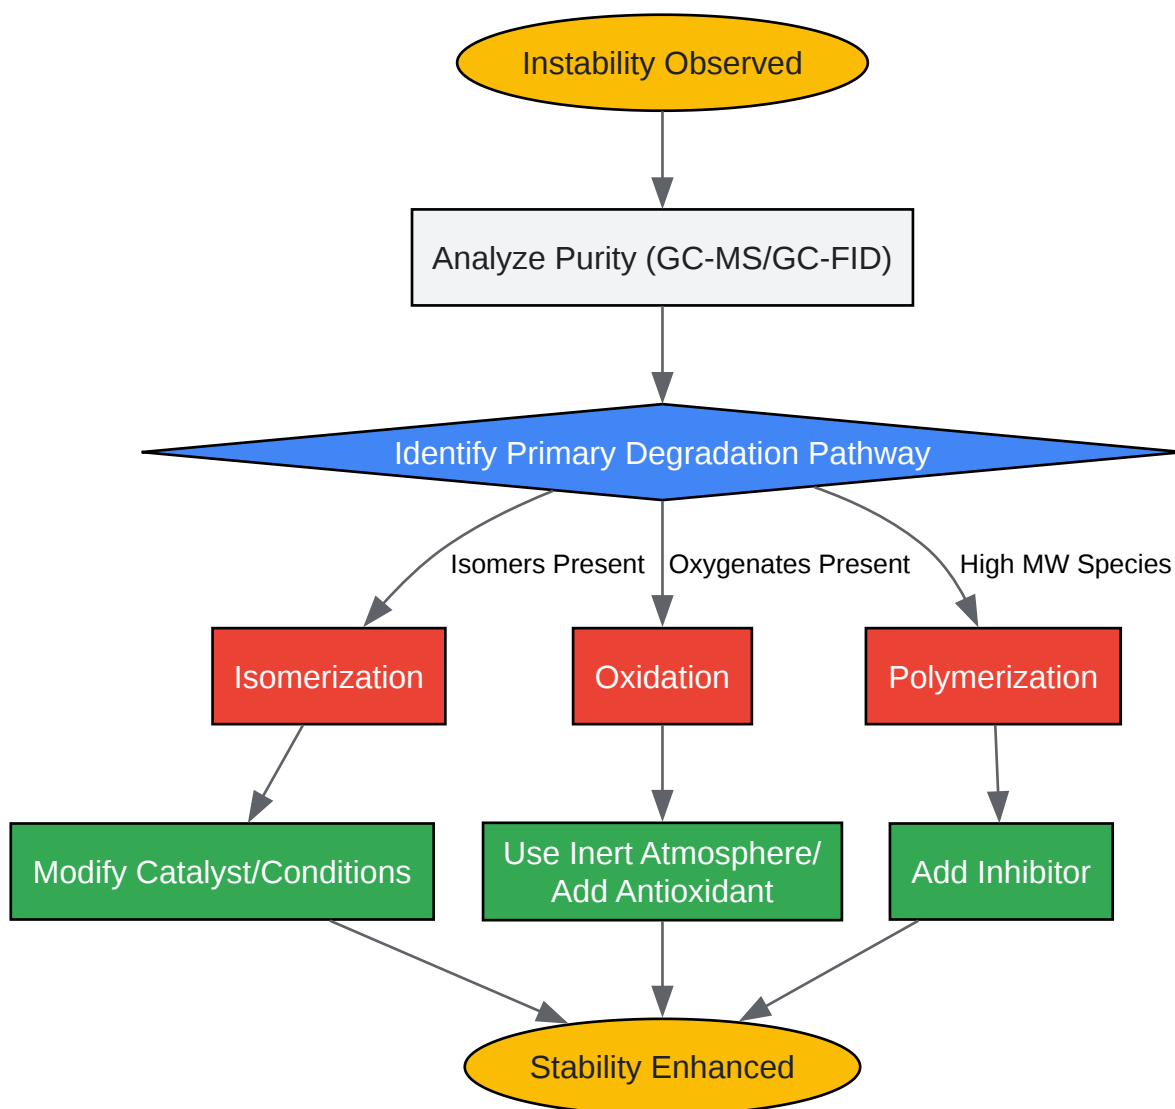 Instability Observed
Analyze Purity (GC-MS/GC-FID)
Identify Primary Degradation Pathway
Isomers Present
Oxygenates Present
High MW Species
Isomerization
Oxidation
Polymerization
Modify Catalyst/Conditions
Use Inert Atmosphere/
Add Antioxidant
Add Inhibitor
Stability Enhanced